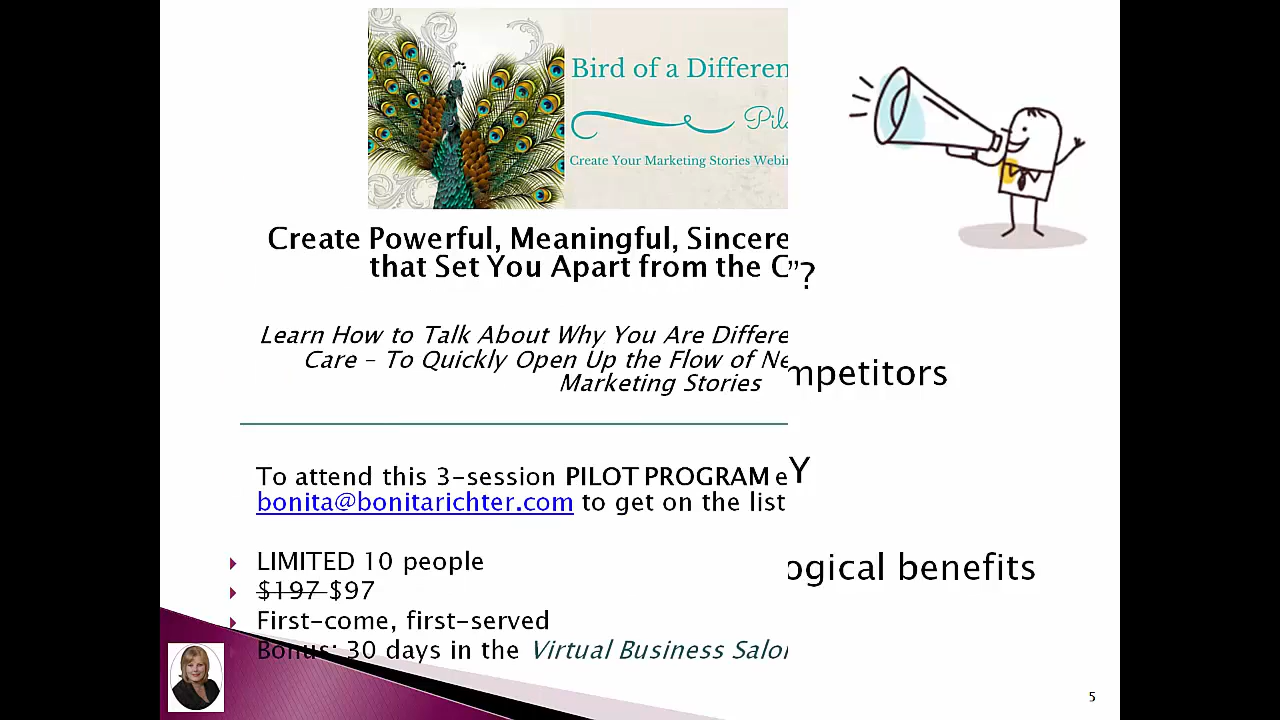 Bird of a Differen
Create Your Marketing Stories Webin
Create Powerful, Meaningful, Sincere
that Set You Apart from the C
”?
Learn How to Talk About Why You Are Differe
Care – To Quickly Open Up the Flow of Ne
mpetitors
Marketing Stories
To attend this 3-session PILOT PROGRAM e
Y
bonita@bonitarichter.com to get on the list
LIMITED 10 people
ogical benefits
$197 $97
First-come, first-served
Bonus: 30 days in the Virtual Business Salo
5